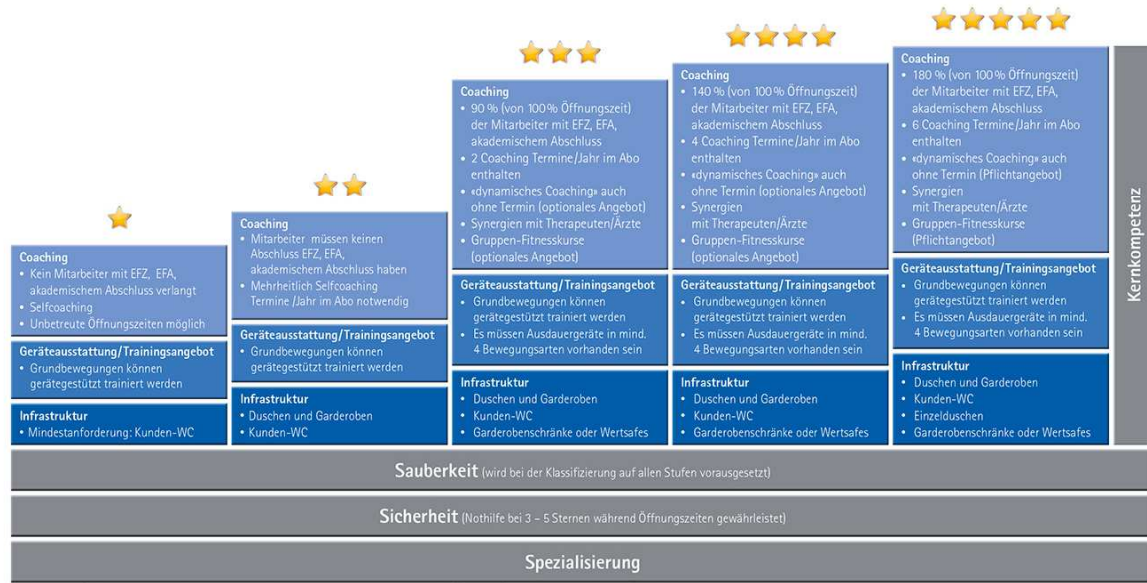 Coaching
• Kein Mitarbeiter mit EFZ, EFA,
akademischem Abschluss verlangt
• Selfcoaching
• Unbetreute Öffnungszeiten möglich
Geräteausstattung/Trainingsangebot
• Grundbewegungen können
gerätegestützt trainiert werden
Infrastruktur
• Mindestanforderung: Kunden-WC
Coaching
• Mitarbeiter müssen keinen
Abschluss EFZ, EFA,
akademischem Abschluss haben
• Mehrheitlich Selfcoaching
Termine /Jahr im Abo notwendig
Geräteausstattung/Trainingsangebot
• Grundbewegungen können
gerätegestützt trainiert werden
Infrastruktur
• Duschen und Garderoben
• Kunden-WC
Coaching
• 90 % (von 100 % Öffnungszeit)
der Mitarbeiter mit EFZ, EFA,
akademischem Abschluss
• 2 Coaching Termine/Jahr im Abo
enthalten
• «dynamisches Coaching» auch
ohne Termin (optionales Angebot)
• Synergien mit Therapeuten/Ärzte
• Gruppen-Fitnesskurse
(optionales Angebot)
Geräteausstattung/Trainingsangebot
• Grundbewegungen können
gerätegestützt trainiert werden
• Es müssen Ausdauergeräte in mind.
4 Bewegungsarten vorhanden sein
Infrastruktur
• Duschen und Garderoben
• Kunden-WC
• Garderobenschränke oder Wertsafes
Coaching
• 140 % (von 100 % Öffnungszeit)
der Mitarbeiter mit EFZ, EFA,
akademischem Abschluss
• 4 Coaching Termine/Jahr im Abo
enthalten
• «dynamisches Coaching» auch
ohne Termin (optionales Angebot)
• Synergien
mit Therapeuten/Ärzte
• Gruppen-Fitnesskurse
(optionales Angebot)
Geräteausstattung/Trainingsangebot
• Grundbewegungen können
gerätegestützt trainiert werden
• Es müssen Ausdauergeräte in mind.
4 Bewegungsarten vorhanden sein
Infrastruktur
• Duschen und Garderoben
• Kunden-WC
• Garderobenschränke oder Wertsafes
Coaching
• 180 % (von 100 % Öffnungszeit)
der Mitarbeiter mit EFZ, EFA,
akademischem Abschluss
• 6 Coaching Termine/Jahr im Abo
enthalten
• «dynamisches Coaching» auch
ohne Termin (Pflichtangebot)
• Synergien
mit Therapeuten/Ärzte
• Gruppen-Fitnesskurse
(Pflichtangebot)
Geräteausstattung/Trainingsangebot
• Grundbewegungen können
gerätegestützt trainiert werden
• Es müssen Ausdauergeräte in mind.
4 Bewegungsarten vorhanden sein
Infrastruktur
• Duschen und Garderoben
• Kunden-WC
• Einzelduschen
• Garderobenschränke oder Wertsafes
Kernkompetenz
Sauberkeit (wird bei der Klassifizierung auf allen Stufen vorausgesetzt)
Sicherheit (Nothilfe bei 3 – 5 Sternen während Öffnungszeiten gewährleistet)
Spezialisierung